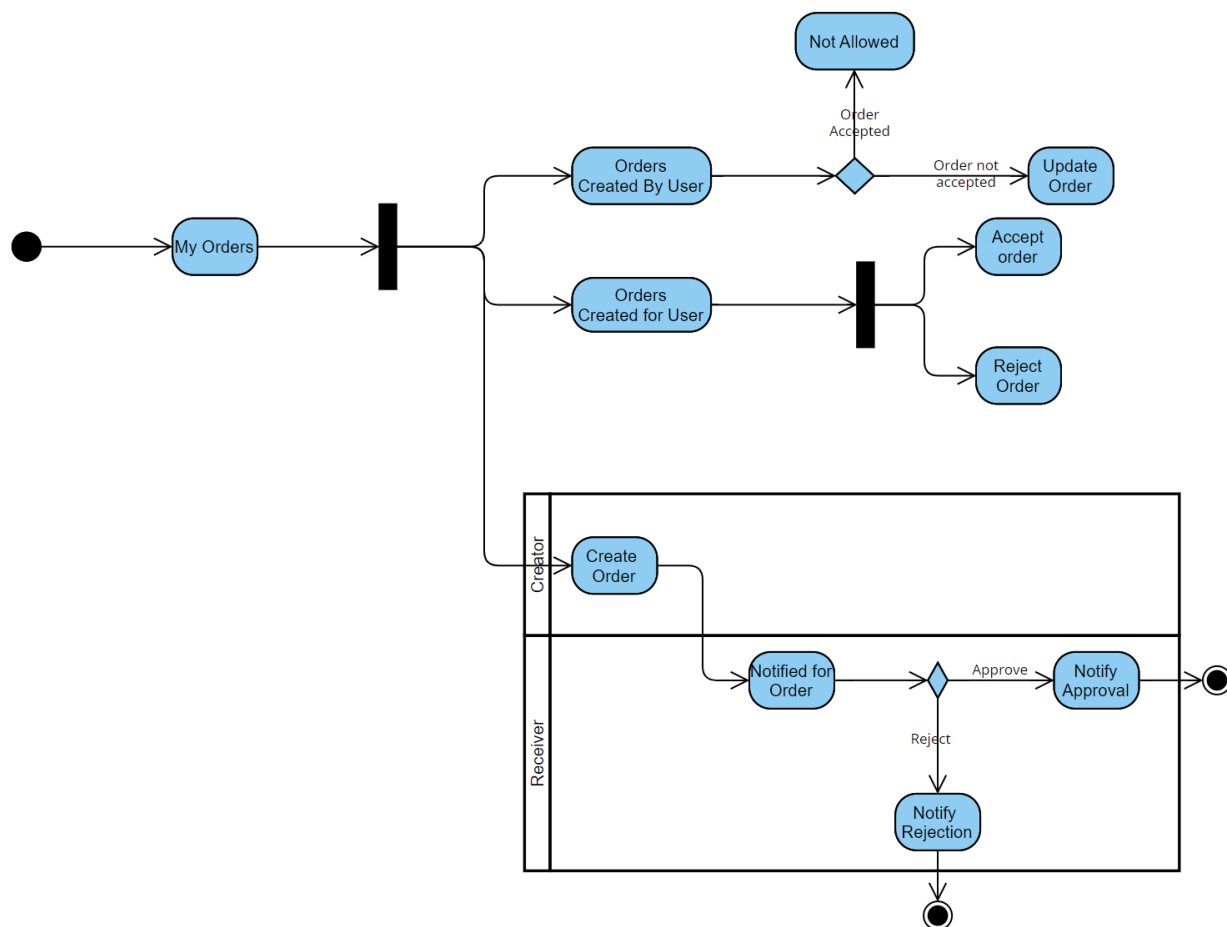 Not Allowed
Order
Accepted
Orders
Created By User
Order not
accepted
Update
Order
My Orders
Accept
order
Orders
Created for User
Reject
Order
Creator
Create
Order
Receiver
Notified for
Order
Approve
Notify
Approval
Reject
Notify
Rejection